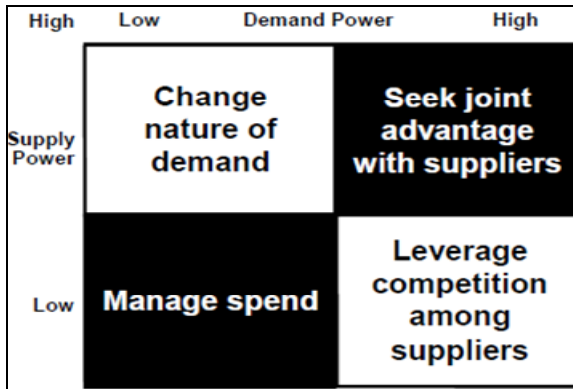 High Low Demand Power High
Change
nature of
demand
Seek joint
advantage
with suppliers
Supply
Power
Low
Manage spend
Leverage
competition
among
suppliers